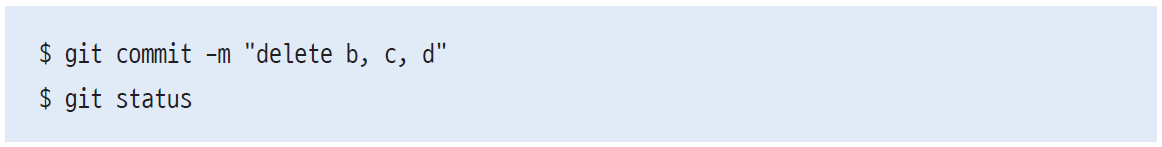 $ git commit –m "delete b, c, d"
$ git status